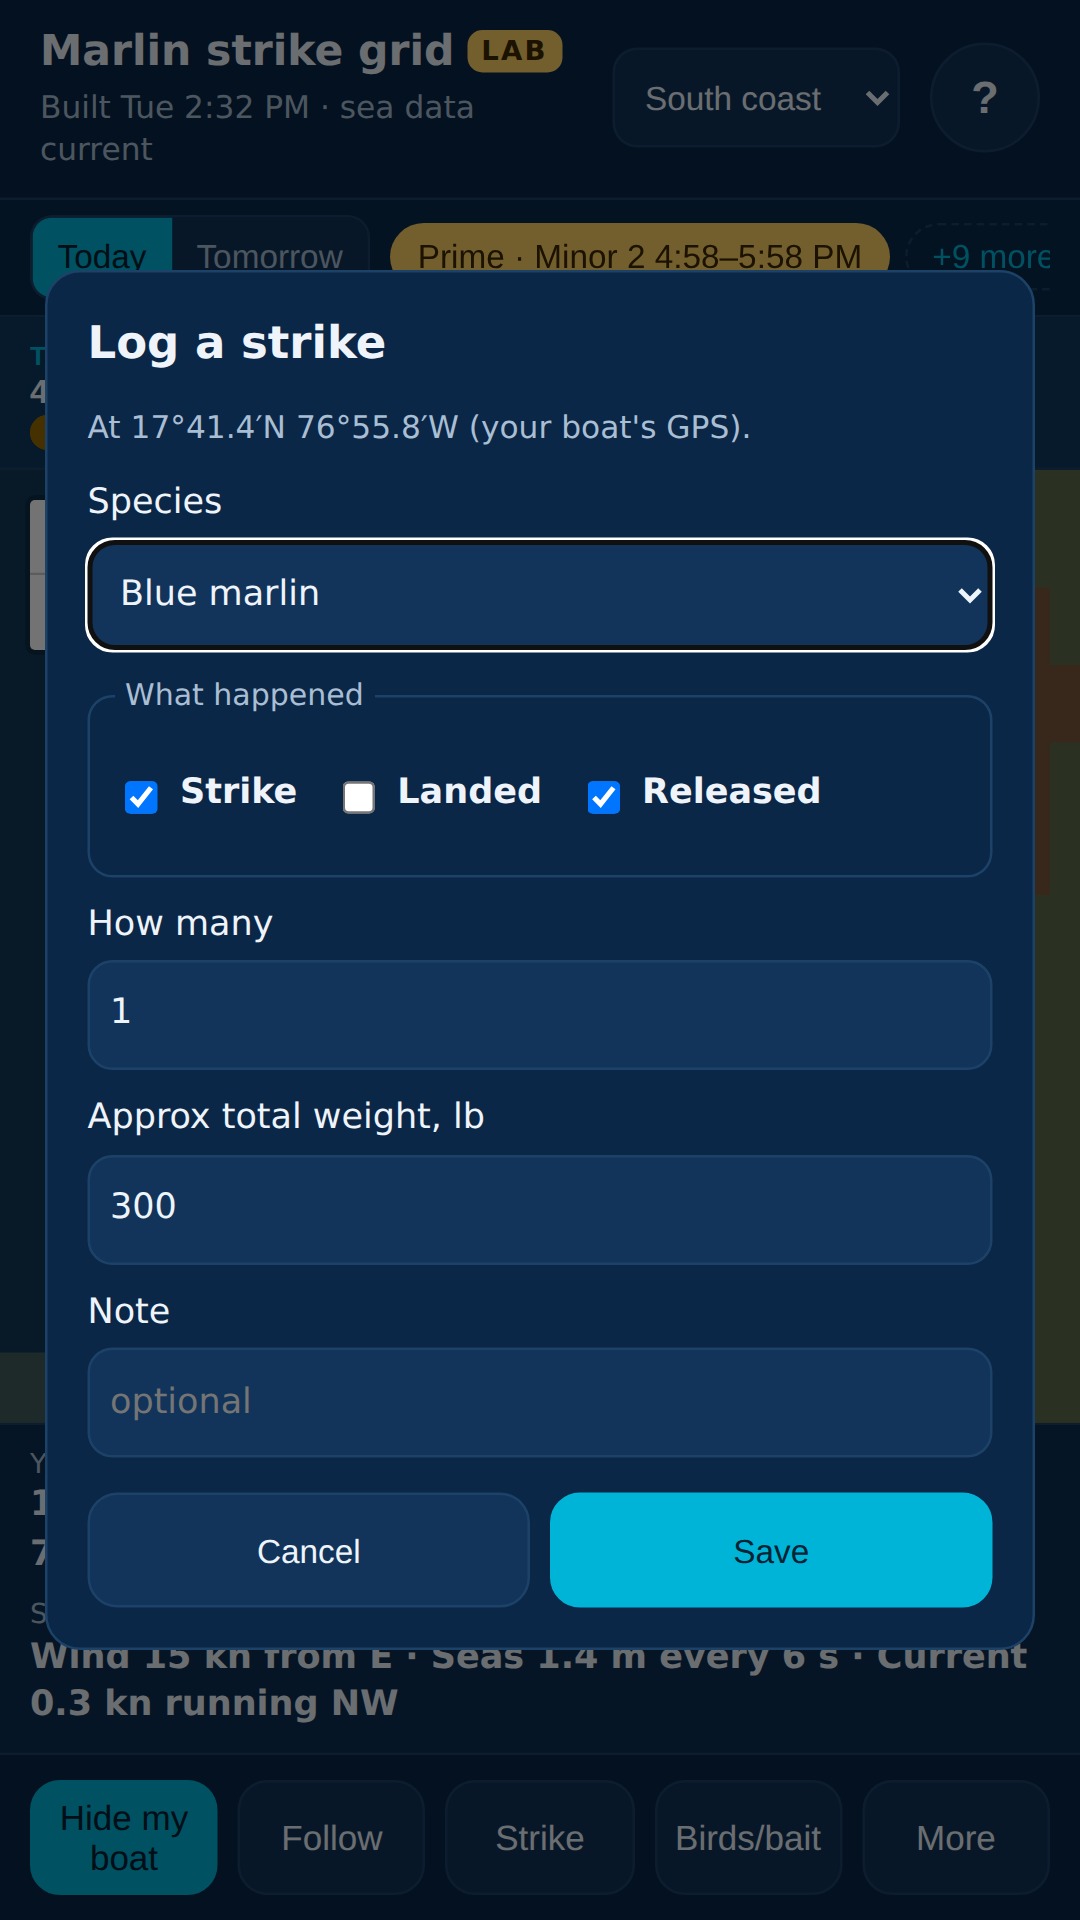 Marlin strike grid LAB
Built Tue 2:32 PM · sea data
current
South coast
?
Today
Tomorrow
Prime · Minor 2 4:58–5:58 PM
+9 more
Log a strike
At 17°41.4′N 76°55.8′W (your boat's GPS).
Species
Blue marlin
What happened
Strike
Landed
Released
How many
1
Approx total weight, lb
300
Note
optional
Cancel
Save
Wind 15 kn from E · Seas 1.4 m every 6 s · Current
0.3 kn running NW
Hide my
boat
Follow
Strike
Birds/bait
More